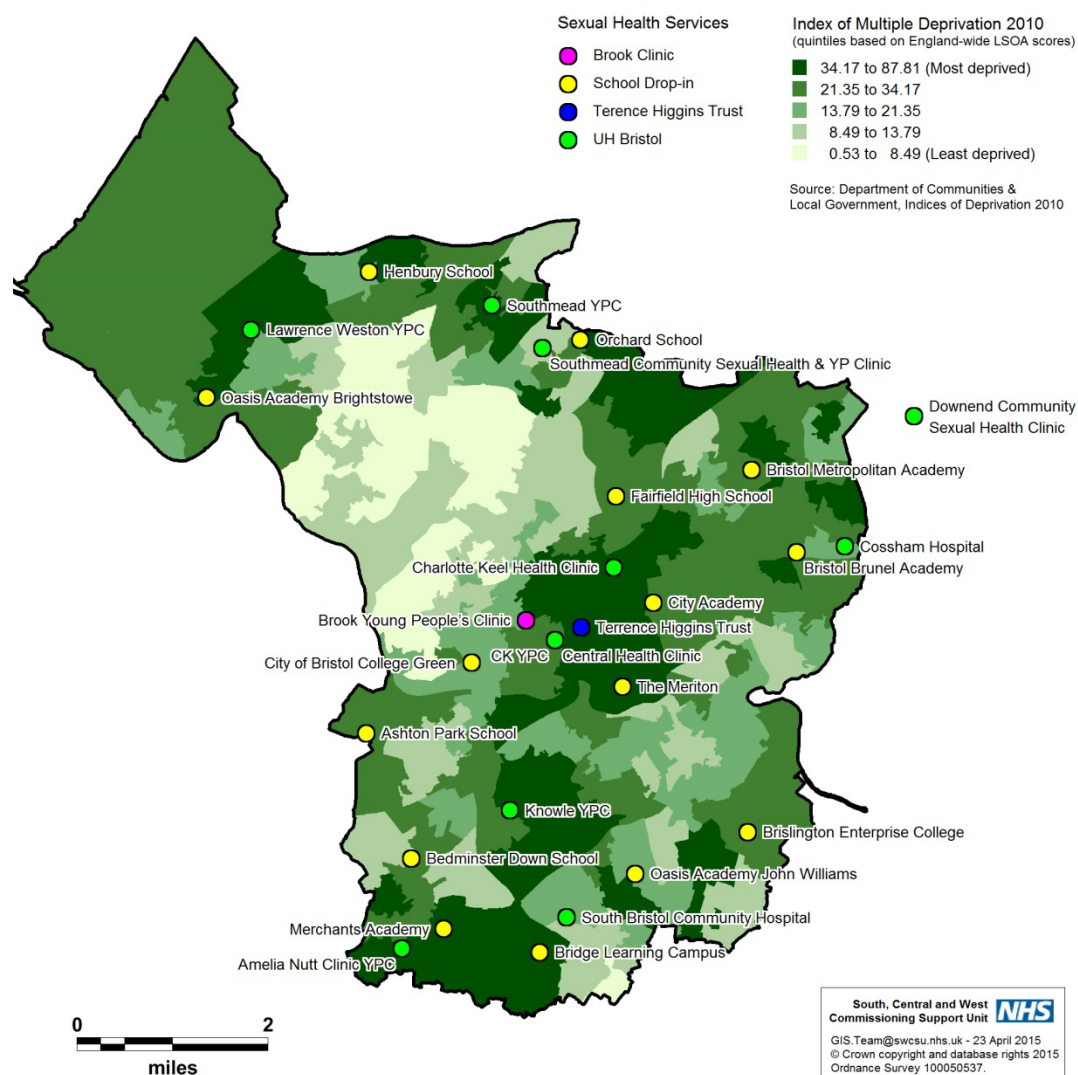 Sexual Health Services
Brook Clinic
School Drop-in
Terence Higgins Trust
UH Bristol
Index of Multiple Deprivation 2010
(quintiles based on England-wide LSOA scores)
34.17 to 87.81 (Most deprived)
21.35 to 34.17
13.79 to 21.35
8.49 to 13.79
0.53 to 8.49 (Least deprived)
Source: Department of Communities &
Local Government, Indices of Deprivation 2010
Henbury School
Southmead YPC
Lawrence Weston YPC
Orchard School
Southmead Community Sexual Health & YP Clinic
Oasis Academy Brightstowe
Downend Community
Sexual Health Clinic
Bristol Metropolitan Academy
Fairfield High School
Cossham Hospital
Bristol Brunel Academy
Charlotte Keel Health Clinic
City Academy
Brook Young People's Clinic
Terrence Higgins Trust
CK YPC
Central Health Clinic
City of Bristol College Green
The Meriton
Ashton Park School
Knowle YPC
Brislington Enterprise College
Bedminster Down School
Oasis Academy John Williams
South Bristol Community Hospital
Merchants Academy
Bridge Learning Campus
Amelia Nutt Clinic YPC
0 2
miles
South, Central and West
Commissioning Support Unit
NHS
GIS.Team@swcsu.nhs.uk - 23 April 2015
© Crown copyright and database rights 2015
Ordnance Survey 100050537.